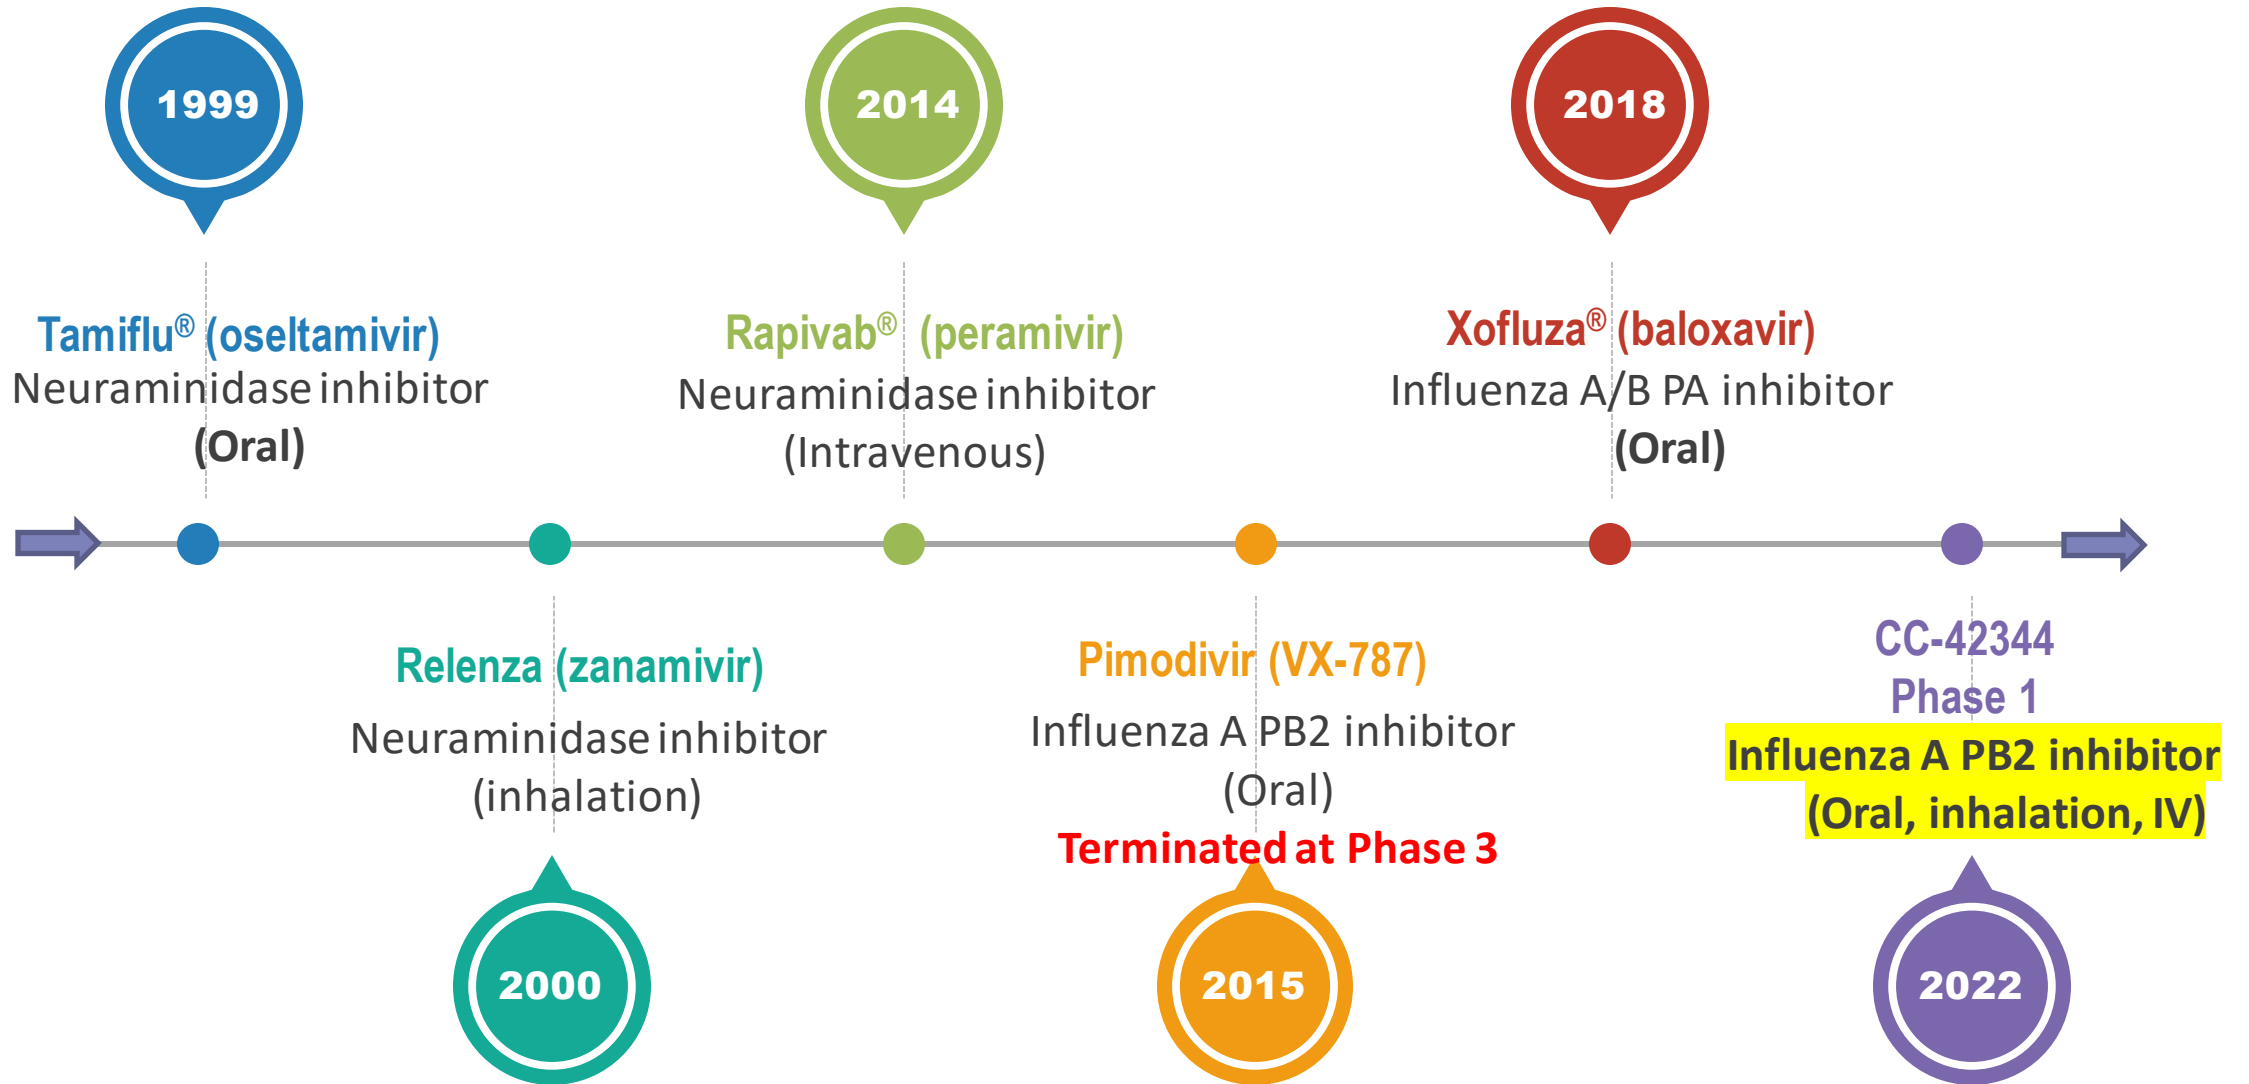 1999
Tamiflu® (oseltamivir)
Neuraminidase inhibitor
(Oral)
2000
Relenza (zanamivir)
Neuraminidase inhibitor
(inhalation)
2014
Rapivab® (peramivir)
Neuraminidase inhibitor
(Intravenous)
2015
Pimodivir (VX-787)
Influenza A PB2 inhibitor
(Oral)
Terminated at Phase 3
2018
Xofluza® (baloxavir)
Influenza A/B PA inhibitor
(Oral)
2022
CC-42344
Phase 1
Influenza A PB2 inhibitor
(Oral, inhalation, IV)